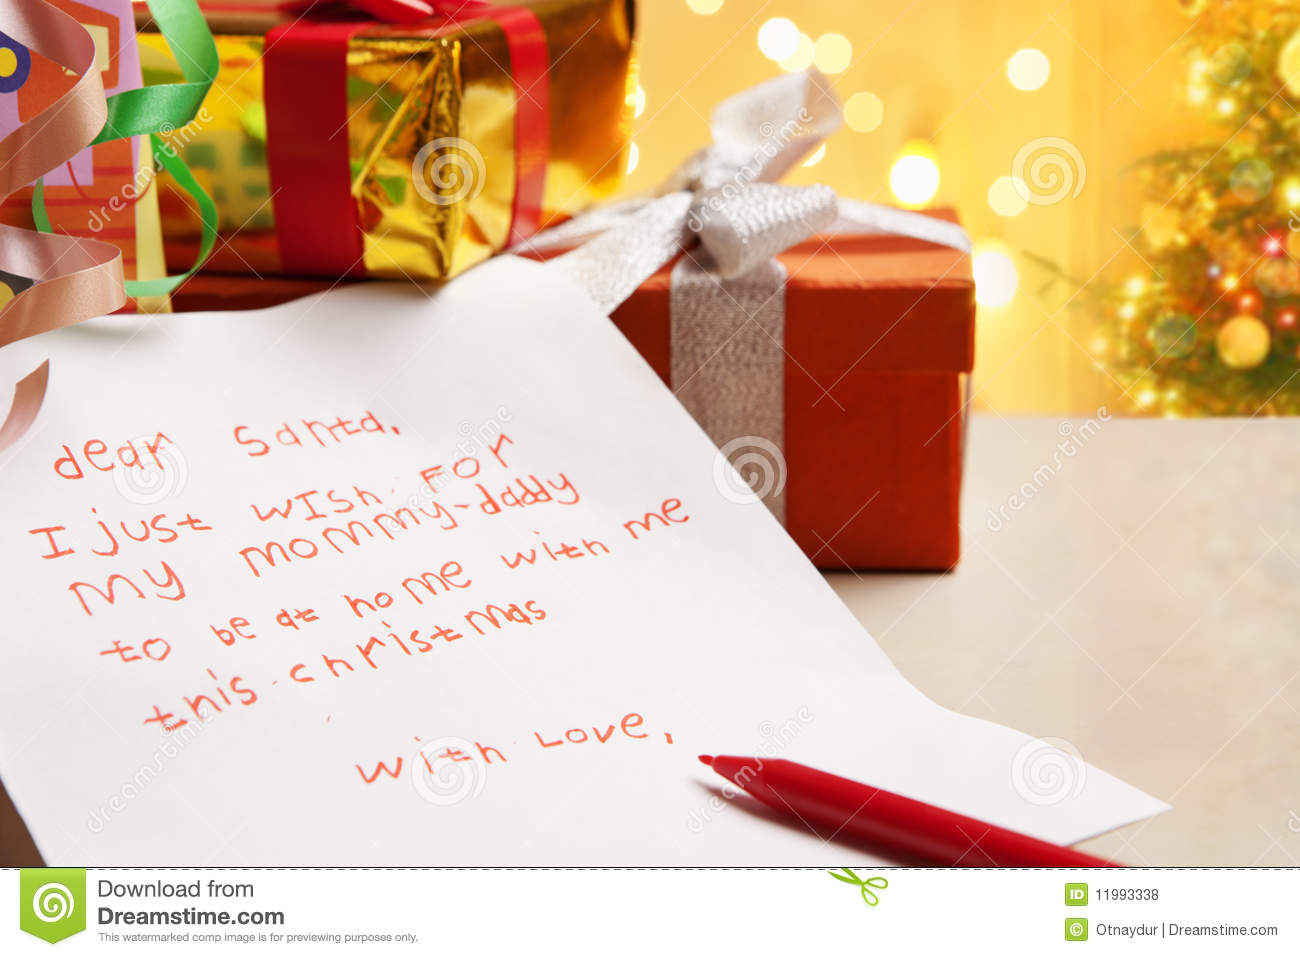 dear Santa,
I just wish for
my mommy-daddy
to be at home with me
this christmas
with Love,
Download from
Dreamstime.com
This watermarked comp image is for previewing purposes only.
ID 11993338
© Otnaydur | Dreamstime.com